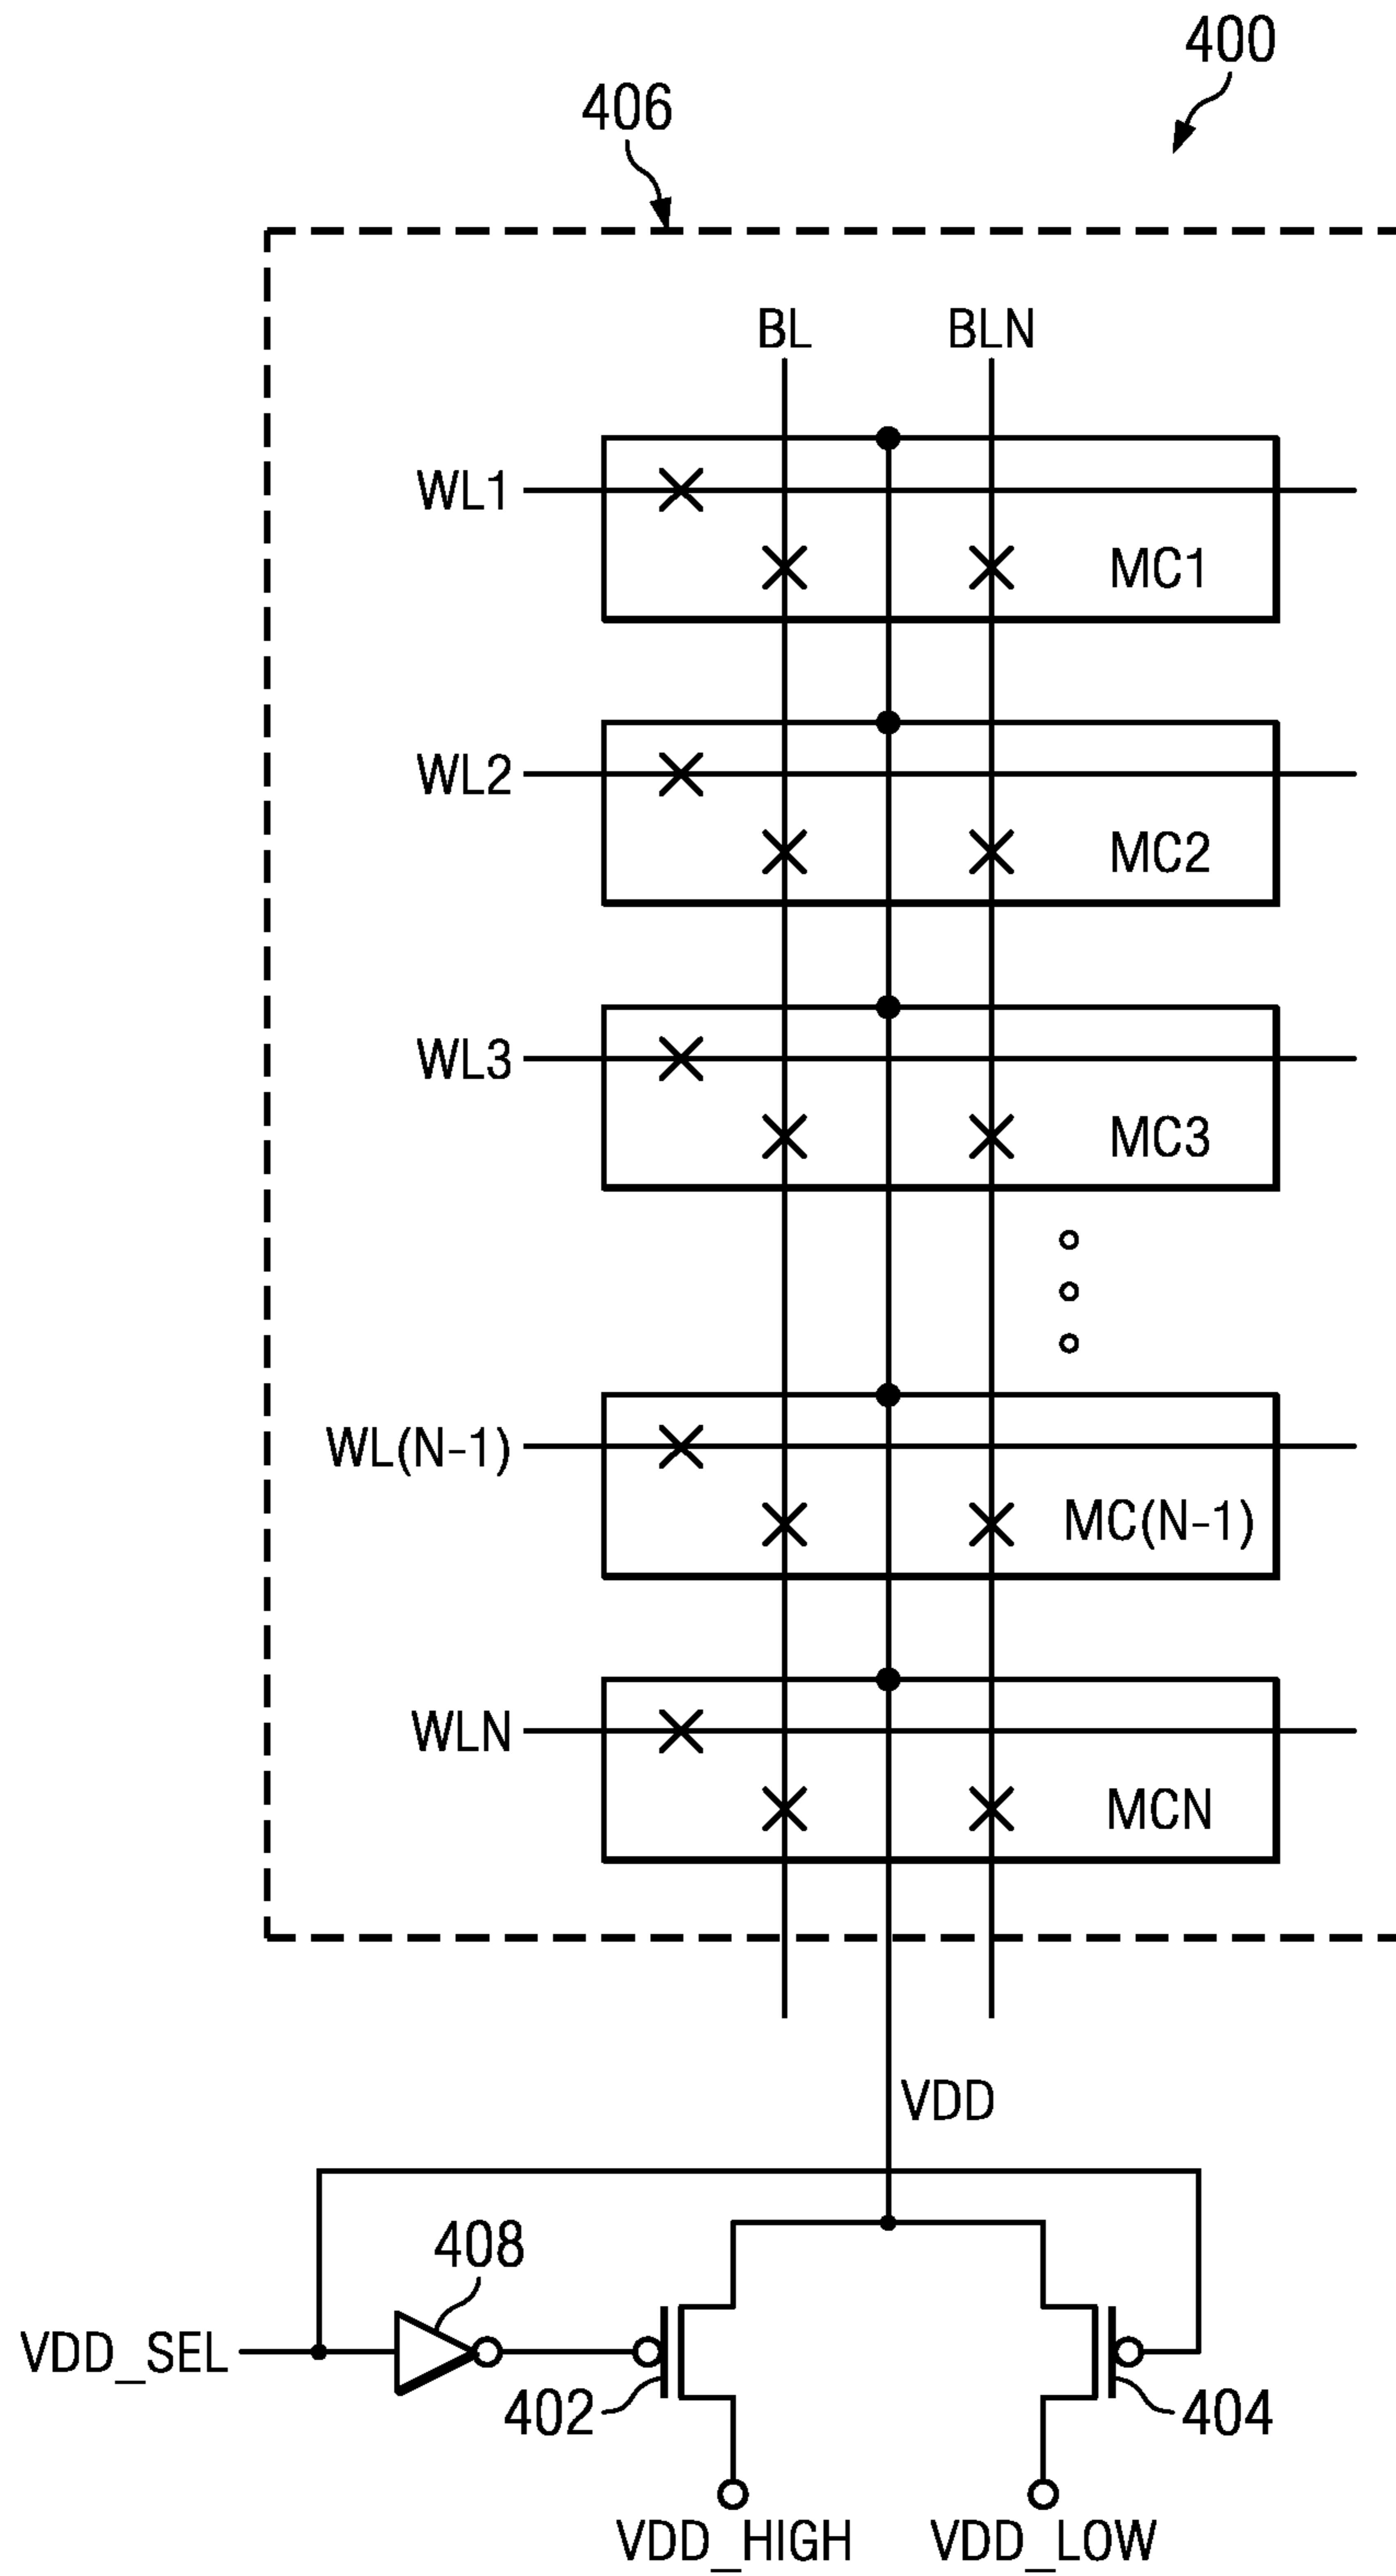 400
406
BL BLN
WL1
MC1
WL2
MC2
WL3
MC3
WL(N-1)
MC(N-1)
WLN
MCN
VDD
408
VDD_SEL
402
404
VDD_HIGH VDD_LOW